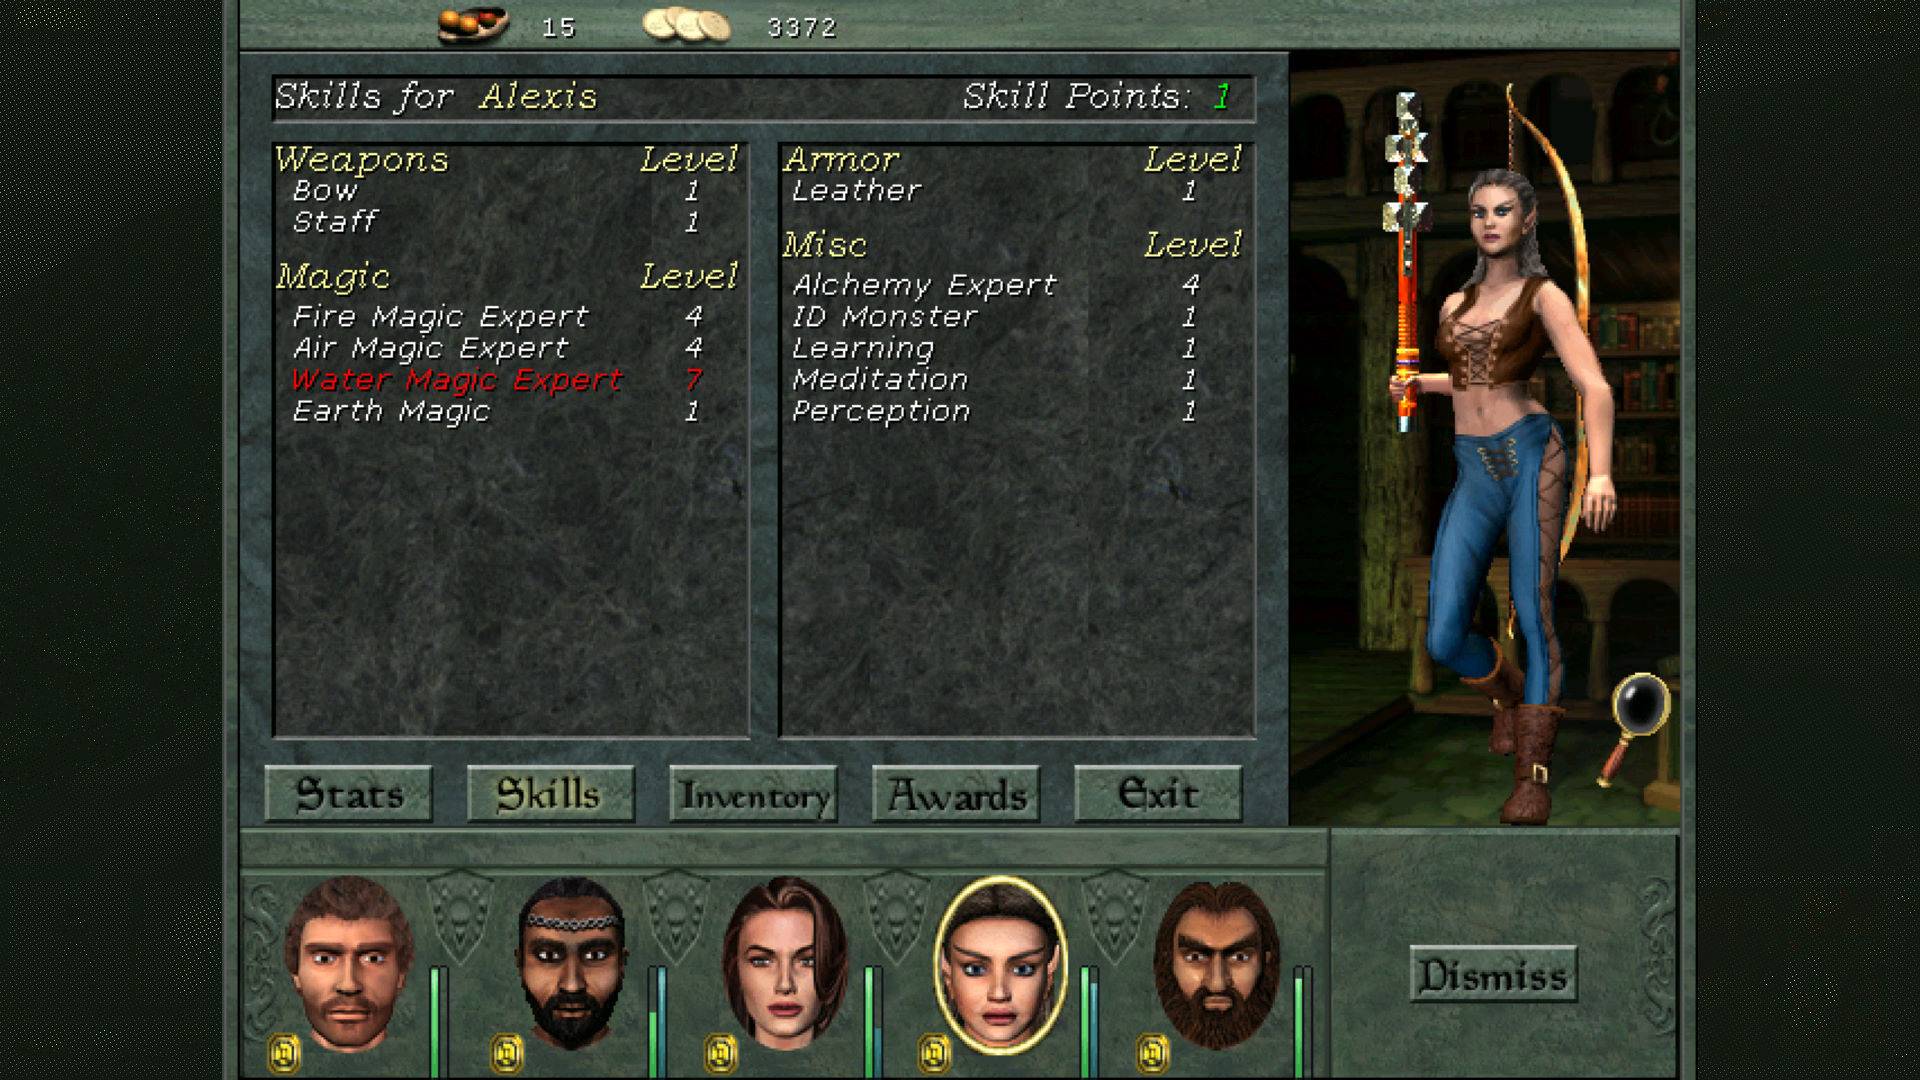 15 3372
Skills for Alexis Skill Points: 1
Weapons Level
Bow 1
Staff 1
Magic Level
Fire Magic Expert 4
Air Magic Expert 4
Water Magic Expert 7
Earth Magic 1
Armor Level
Leather 1
Misc Level
Alchemy Expert 4
ID Monster 1
Learning 1
Meditation 1
Perception 1
Stats Skills Inventory Awards Exit
Dismiss